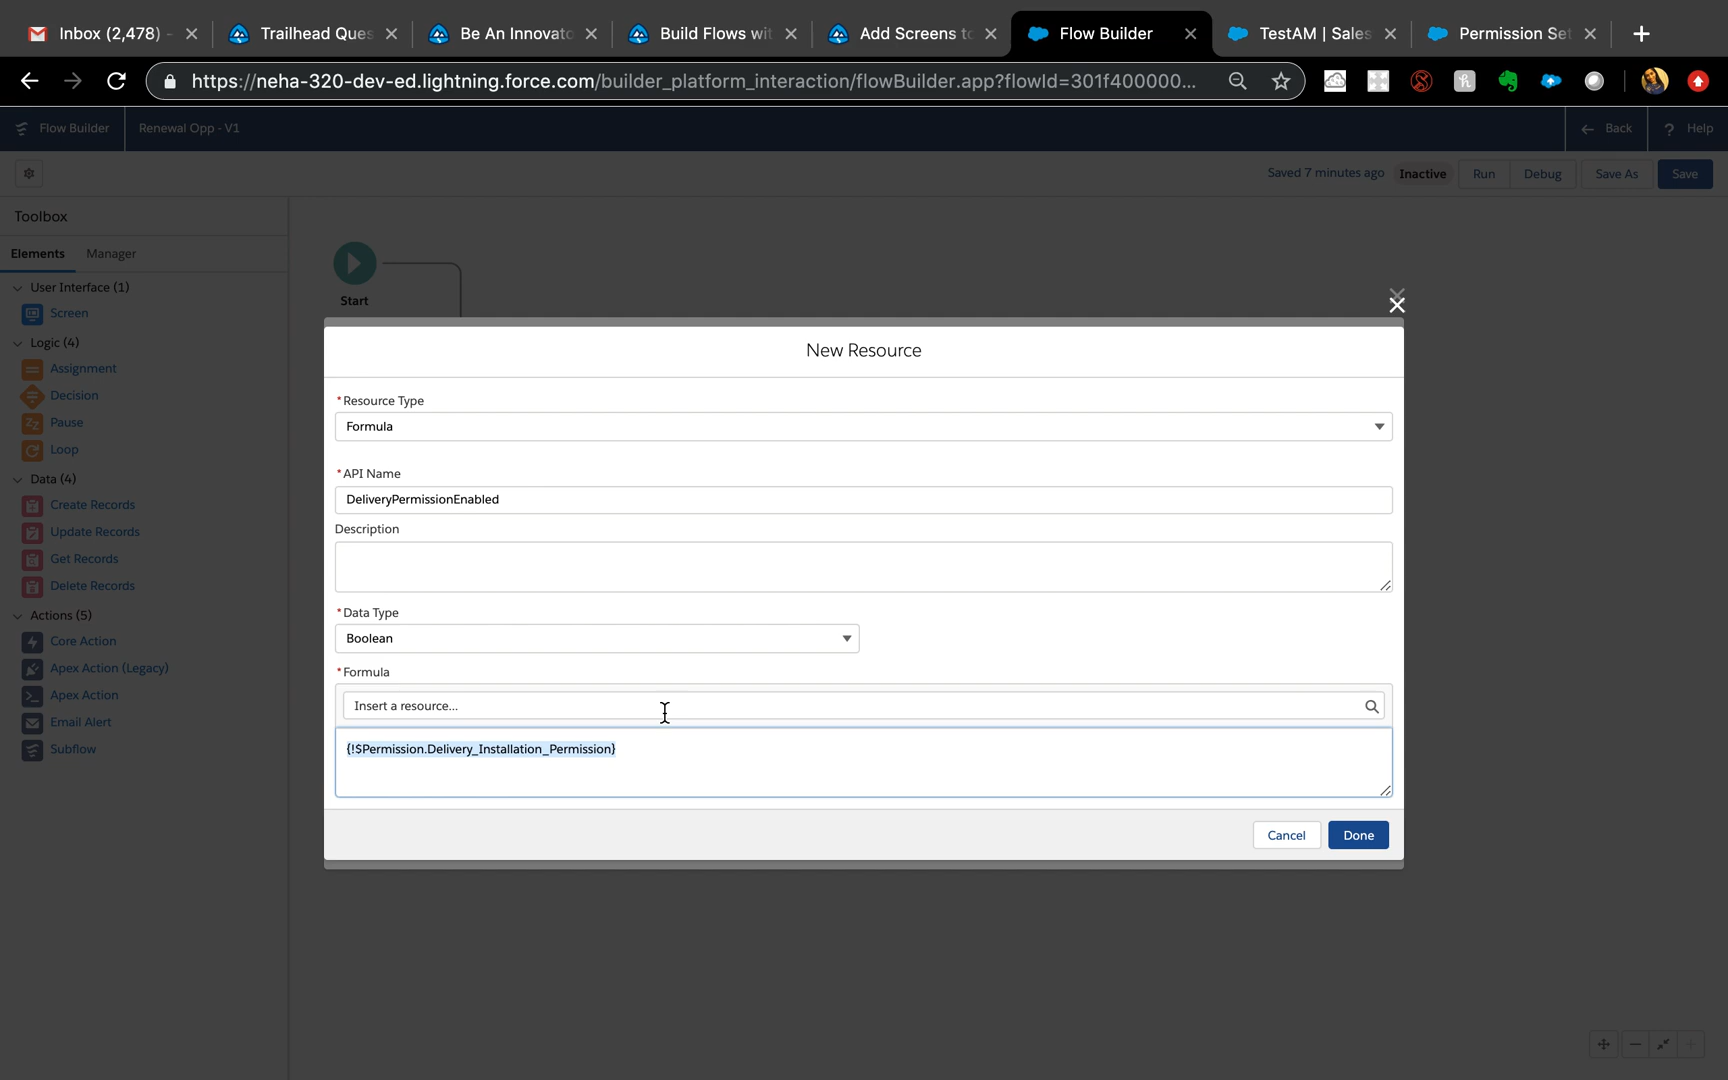 Inbox (2,478) -
Trailhead Ques
Be An Innovato
Build Flows wit
Add Screens to
Flow Builder
TestAM | Sales
Permission Set
https://neha-320-dev-ed.lightning.force.com/builder_platform_interaction/flowBuilder.app?flowId=301f400000...
Flow Builder
Renewal Opp - V1
Back
? Help
Saved 7 minutes ago
Inactive
Run
Debug
Save As
Save
Toolbox
Elements
Manager
User Interface (1)
Screen
Logic (4)
Assignment
Decision
Pause
Loop
Data (4)
Create Records
Update Records
Get Records
Delete Records
Actions (5)
Core Action
Apex Action (Legacy)
Apex Action
Email Alert
Subflow
Start
New Resource
*Resource Type
Formula
*API Name
DeliveryPermissionEnabled
Description
*Data Type
Boolean
*Formula
Insert a resource...
{!$Permission.Delivery_Installation_Permission}
Cancel
Done